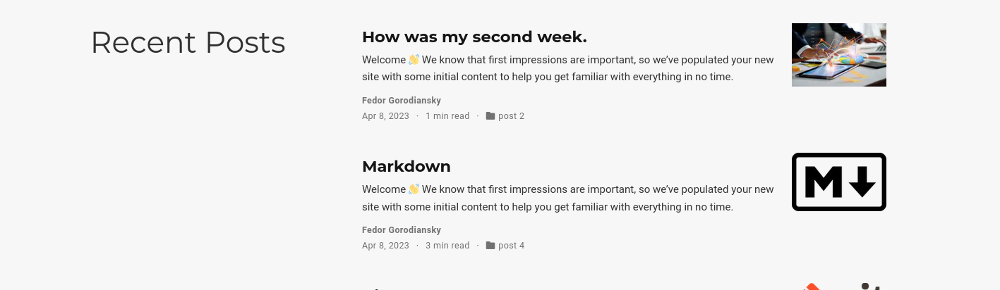 Recent Posts
How was my second week.
Welcome 👋 We know that first impressions are important, so we’ve populated your new
site with some initial content to help you get familiar with everything in no time.
Fedor Gorodiansky
Apr 8, 2023 · 1 min read · post 2
Markdown
Welcome 👋 We know that first impressions are important, so we’ve populated your new
site with some initial content to help you get familiar with everything in no time.
M
Fedor Gorodiansky
Apr 8, 2023 · 3 min read · post 4